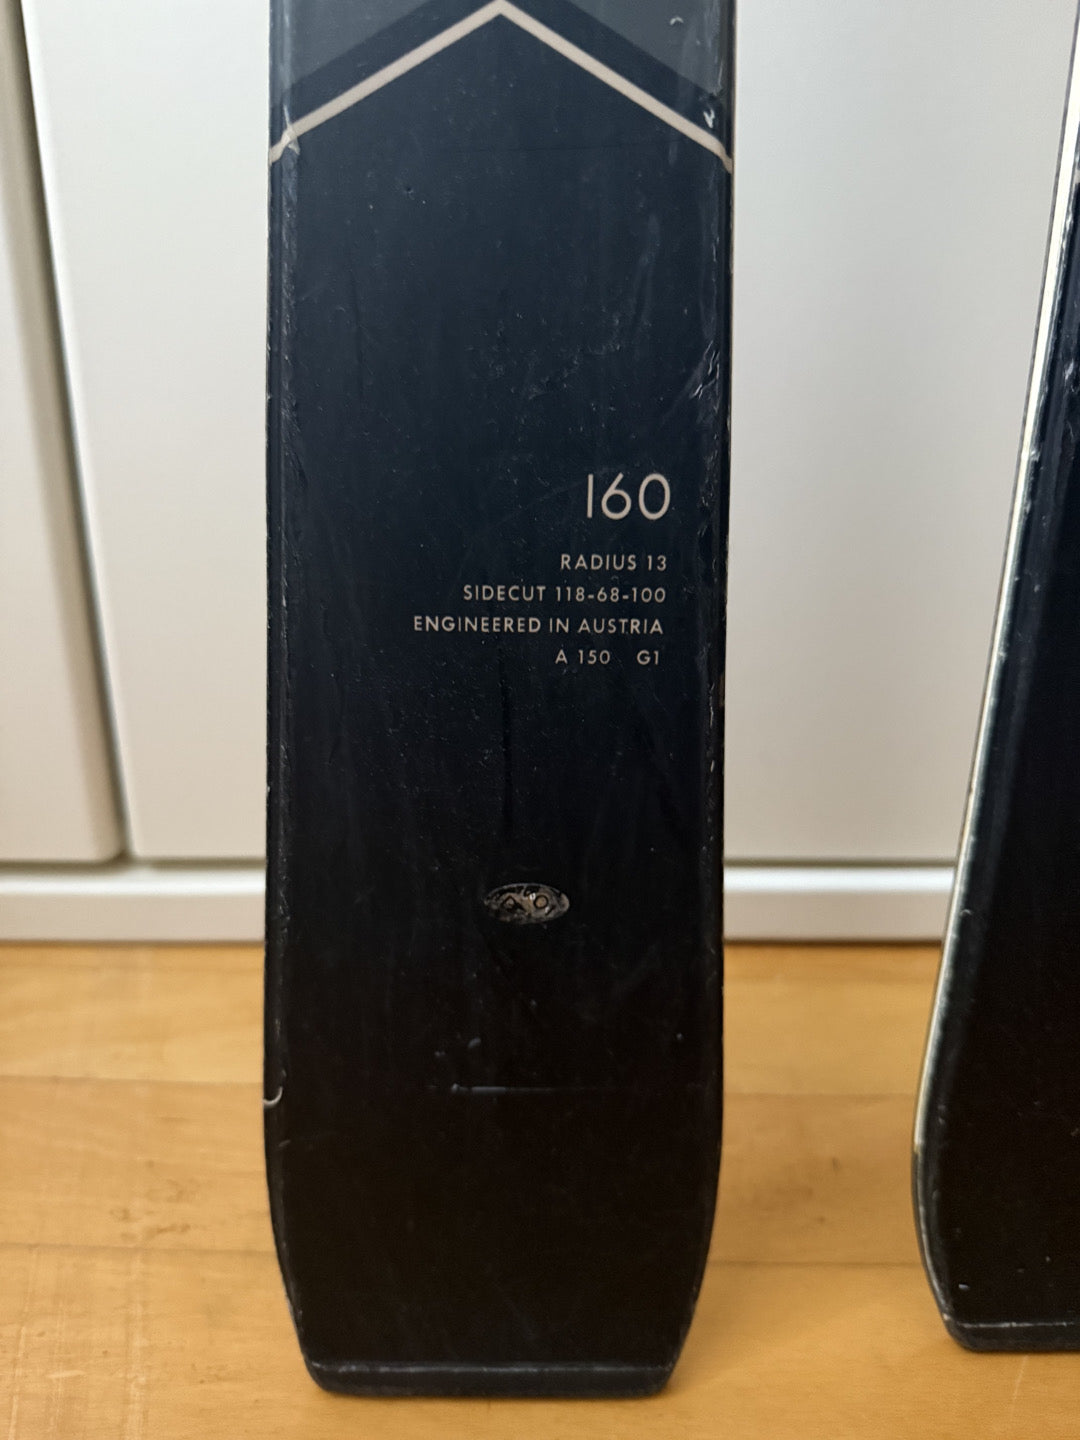 160
RADIUS 13
SIDECUT 118-68-100
ENGINEERED IN AUSTRIA
A 150 G1